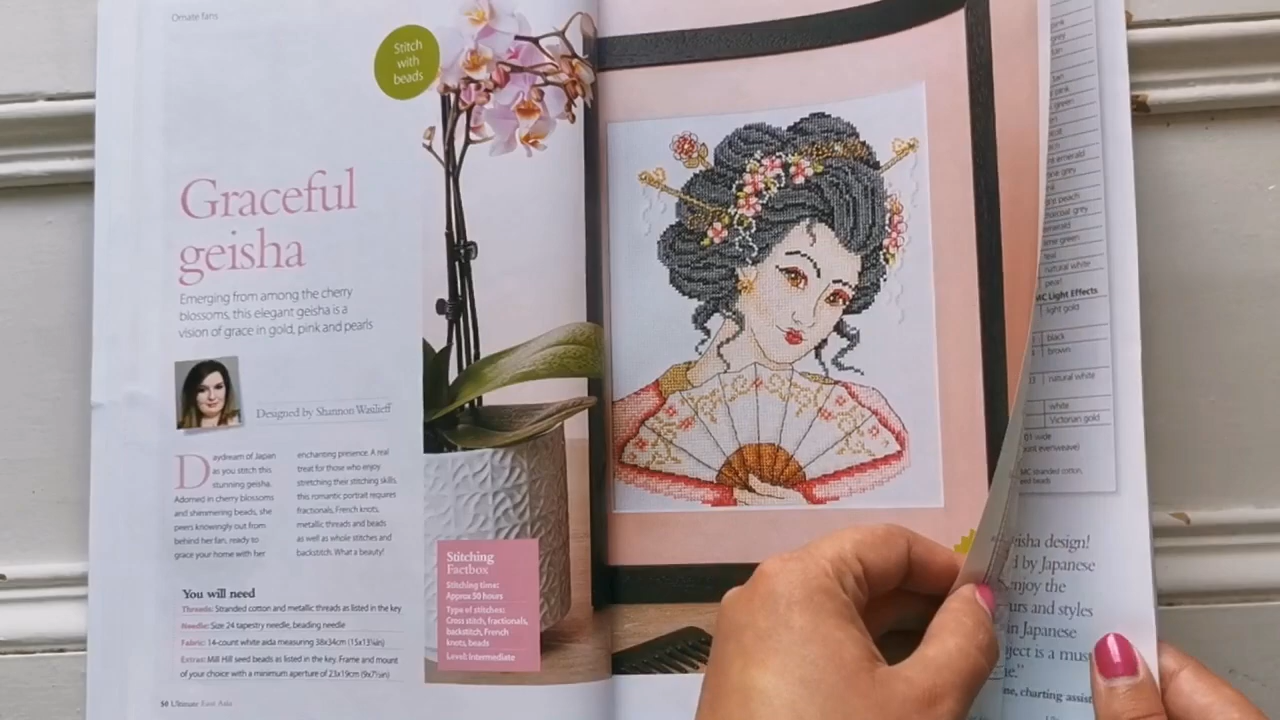 Ornate fans
Stitch
with
beads
Graceful
geisha
Emerging from among the cherry
blossoms, this elegant geisha is a
vision of grace in gold, pink and pearls
Designed by Shannon Wasilieff
Daydream of Japan
as you stitch this
stunning geisha.
Adorned in cherry blossoms
and shimmering beads, she
peers knowingly out from
behind her fan, ready to
grace your home with her
enchanting presence. A real
treat for those who enjoy
stretching their stitching skills,
this romantic portrait requires
fractionals, French knots,
metallic threads and beads
as well as whole stitches and
backstitch. What a beauty!
You will need
Threads: Stranded cotton and metallic threads as listed in the key
Needle: Size 24 tapestry needle, beading needle
Fabric: 14-count white aida measuring 38x34cm (15x13½in)
Extras: Mill Hill seed beads as listed in the key. Frame and mount
of your choice with a minimum aperture of 23x19cm (9x7½in)
Stitching
Factbox
Stitching time:
Approx 50 hours
Type of stitches:
Cross stitch, fractionals,
backstitch, French
knots, beads
Level: Intermediate
50 Ultimate East Asia
pink
grey
pink
green
emerald
grey
peach
charcoal grey
emerald
lime green
teal
natural white
pearl
Light Effects
light gold
black
brown
natural white
white
Victorian gold
wide
evenweave)
stranded cotton,
beads
geisha design!
by Japanese
enjoy the
and styles
in Japanese
is a must
charting